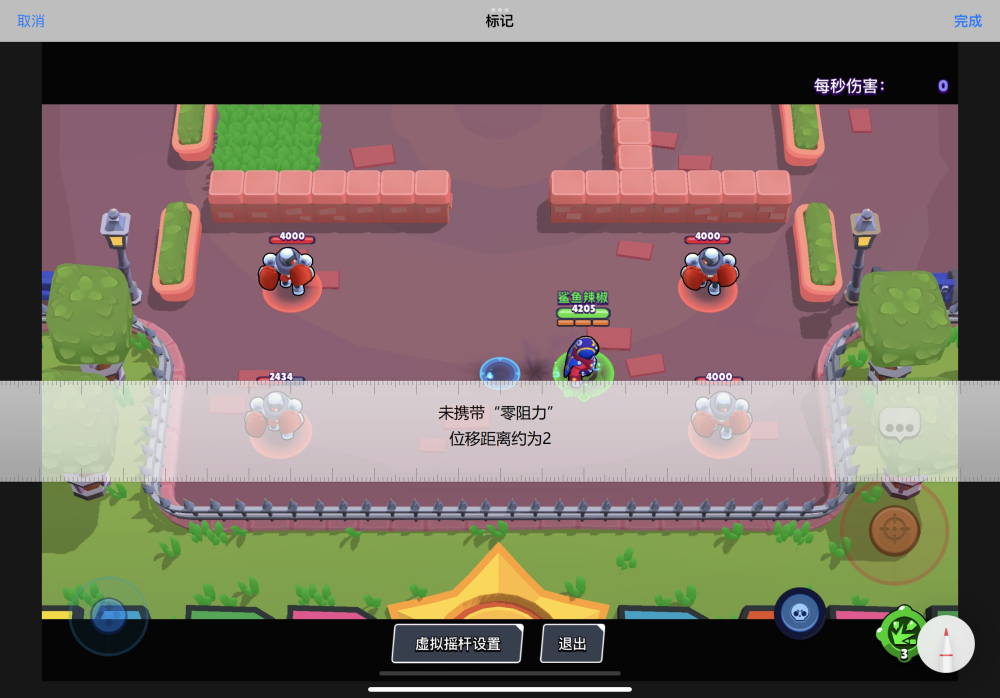 取消
标记
完成
每秒伤害：
0
4000
4000
鲨鱼辣椒
4205
2434
4000
未携带“零阻力”
位移距离约为2
虚拟摇杆设置
退出
3